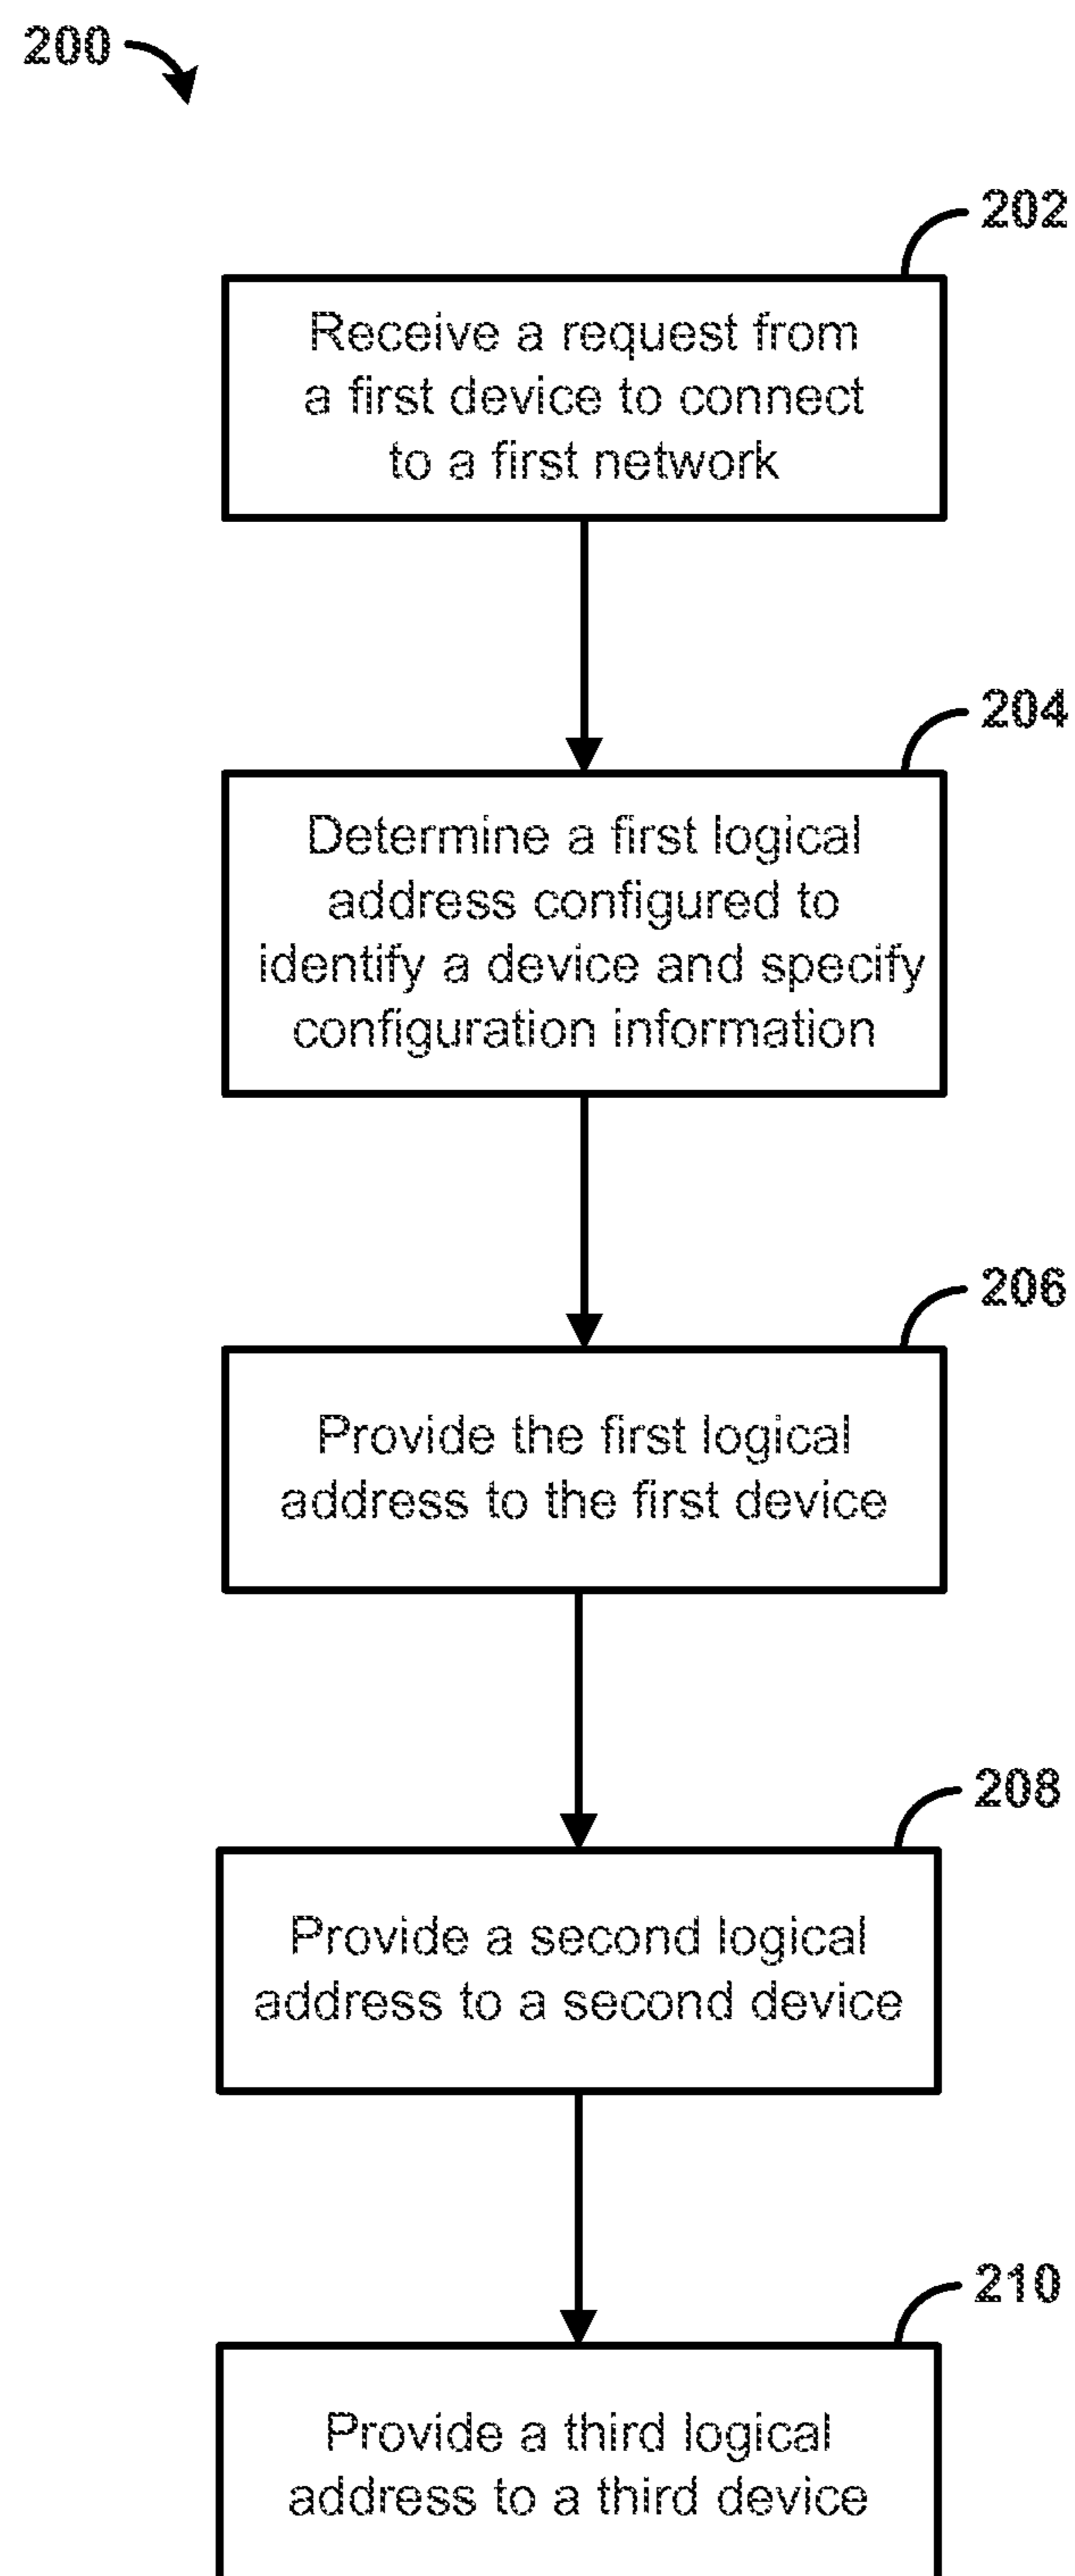 200
202
Receive a request from
a first device to connect
to a first network
204
Determine a first logical
address configured to
identify a device and specify
configuration information
206
Provide the first logical
address to the first device
208
Provide a second logical
address to a second device
210
Provide a third logical
address to a third device